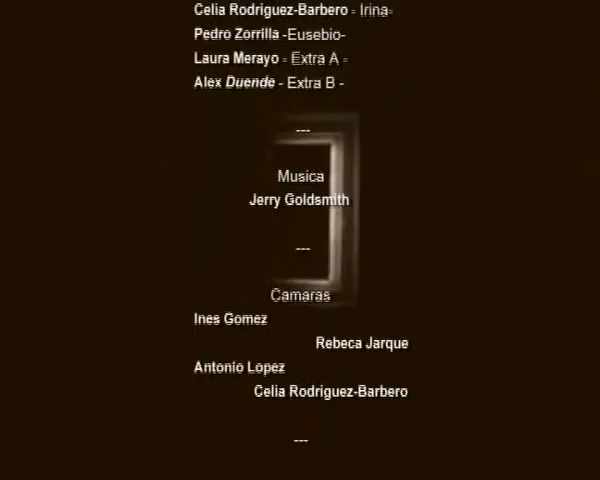 Celia Rodriguez-Barbero - Irina-
Pedro Zorrilla -Eusebio-
Laura Merayo - Extra A -
Alex Duende - Extra B -
---
Musica
Jerry Goldsmith
---
Camaras
Ines Gomez
Rebeca Jarque
Antonio Lopez
Celia Rodriguez-Barbero
---